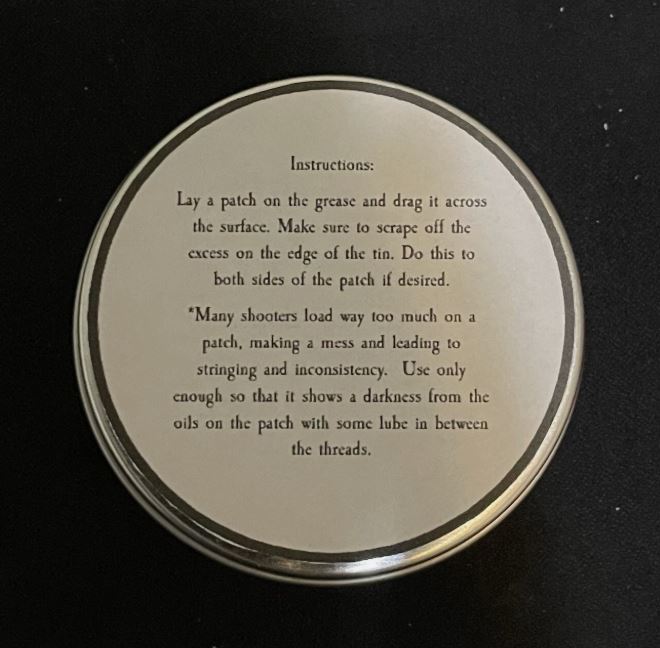 Instructions:
Lay a patch on the grease and drag it across
the surface. Make sure to scrape off the
excess on the edge of the tin. Do this to
both sides of the patch if desired.
*Many shooters load way too much on a
patch, making a mess and leading to
stringing and inconsistency. Use only
enough so that it shows a darkness from the
oils on the patch with some lube in between
the threads.